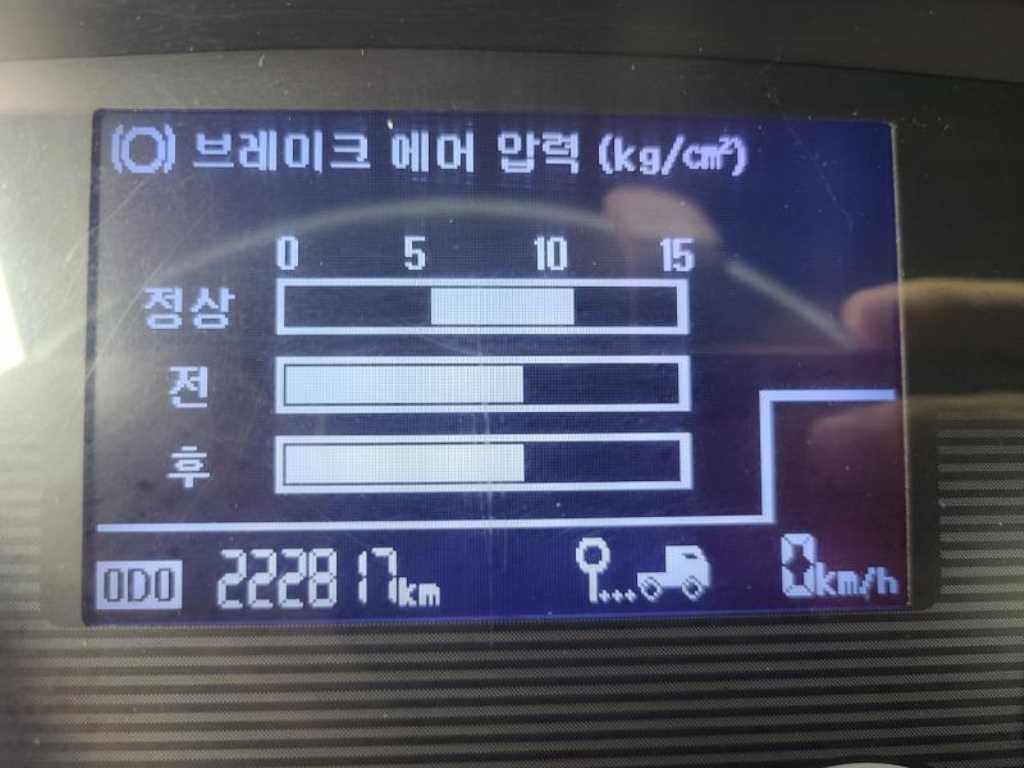 브레이크 에어 압력 (kg/cm²)
0 5 10 15
정상
전
후
ODO 222817km 0km/h